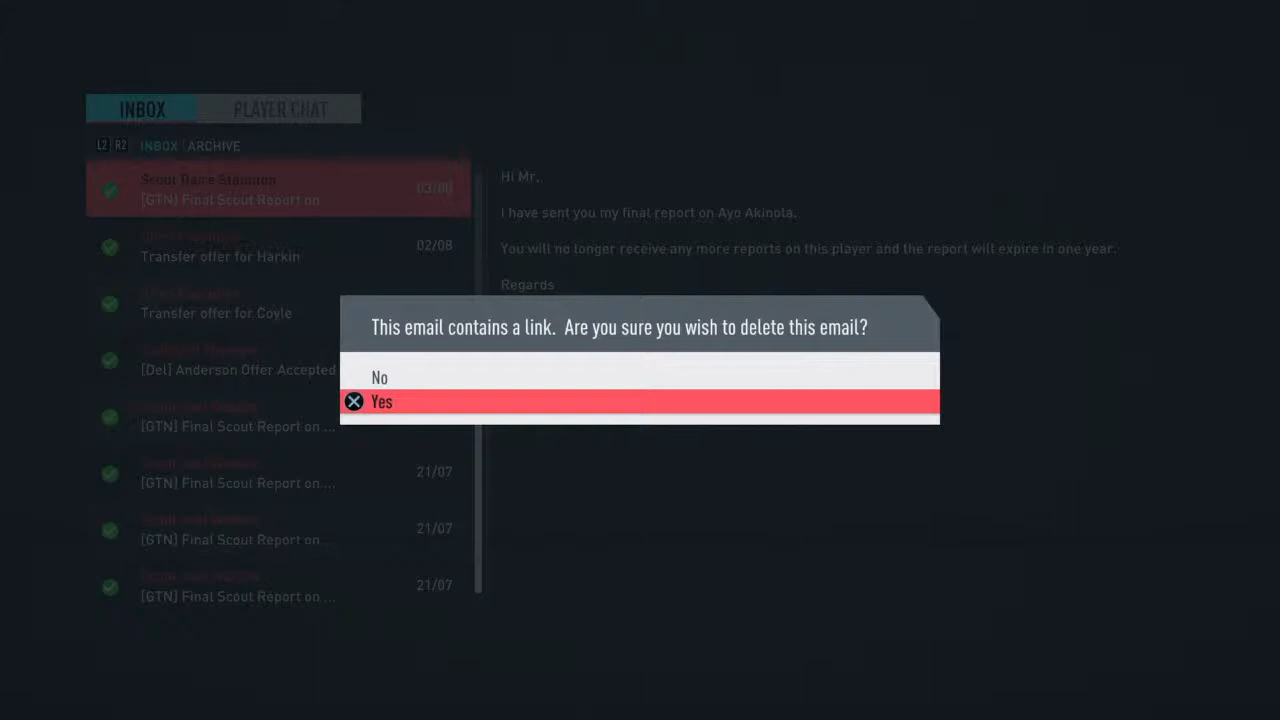 INBOX PLAYER CHAT
L2 R2 INBOX | ARCHIVE
Scout
03/08
[GTN] Final Scout Report on
02/08
Transfer offer for Harkin
Transfer offer for Coyle
[Del] Anderson Offer Accepted
[GTN] Final Scout Report on ...
21/07
[GTN] Final Scout Report on ...
21/07
[GTN] Final Scout Report on ...
21/07
[GTN] Final Scout Report on ...
Hi Mr.
I have sent you my final report on Ayo Akinola.
You will no longer receive any more reports on this player and the report will expire in one year.
Regards
This email contains a link. Are you sure you wish to delete this email?
No
Yes